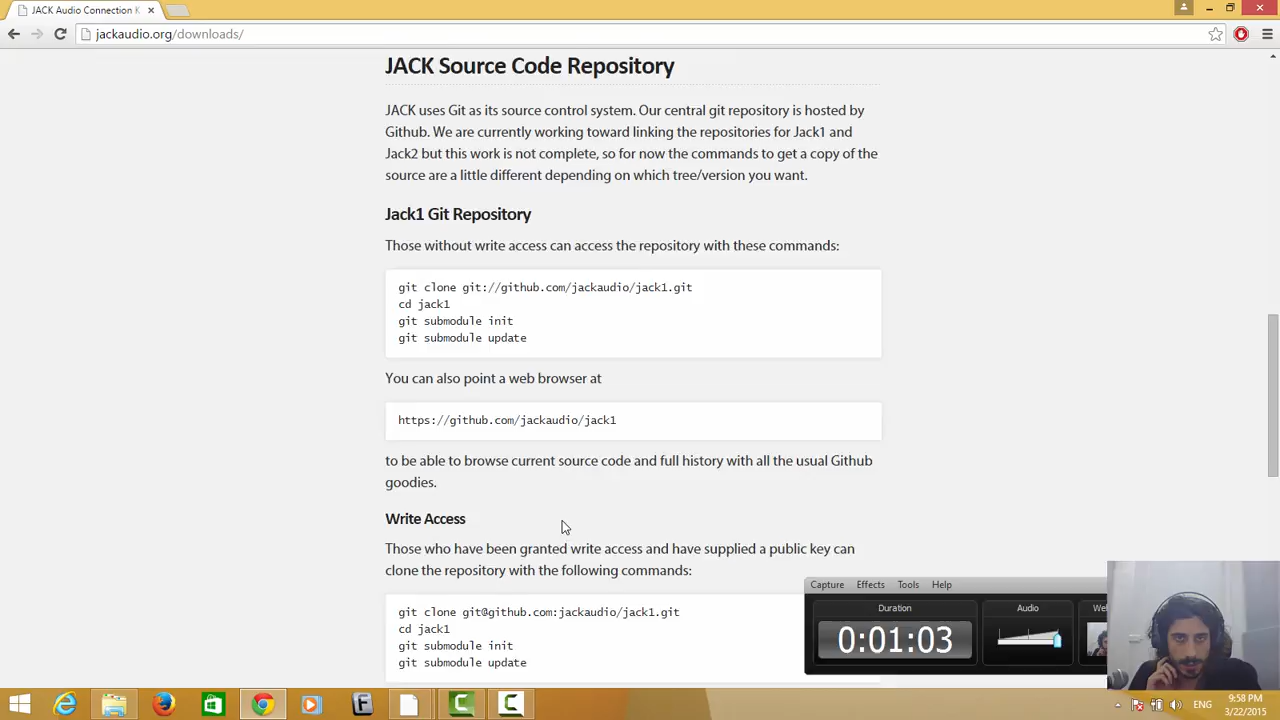 JACK Audio Connection K
jackaudio.org/downloads/
JACK Source Code Repository
JACK uses Git as its source control system. Our central git repository is hosted by
Github. We are currently working toward linking the repositories for Jack1 and
Jack2 but this work is not complete, so for now the commands to get a copy of the
source are a little different depending on which tree/version you want.
Jack1 Git Repository
Those without write access can access the repository with these commands:
git clone git://github.com/jackaudio/jack1.git
cd jack1
git submodule init
git submodule update
You can also point a web browser at
https://github.com/jackaudio/jack1
to be able to browse current source code and full history with all the usual Github
goodies.
Write Access
Those who have been granted write access and have supplied a public key can
clone the repository with the following commands:
git clone git@github.com:jackaudio/jack1.git
cd jack1
git submodule init
git submodule update
Capture Effects Tools Help
Duration Audio We
0:01:03
ENG
9:58 PM
3/22/2015